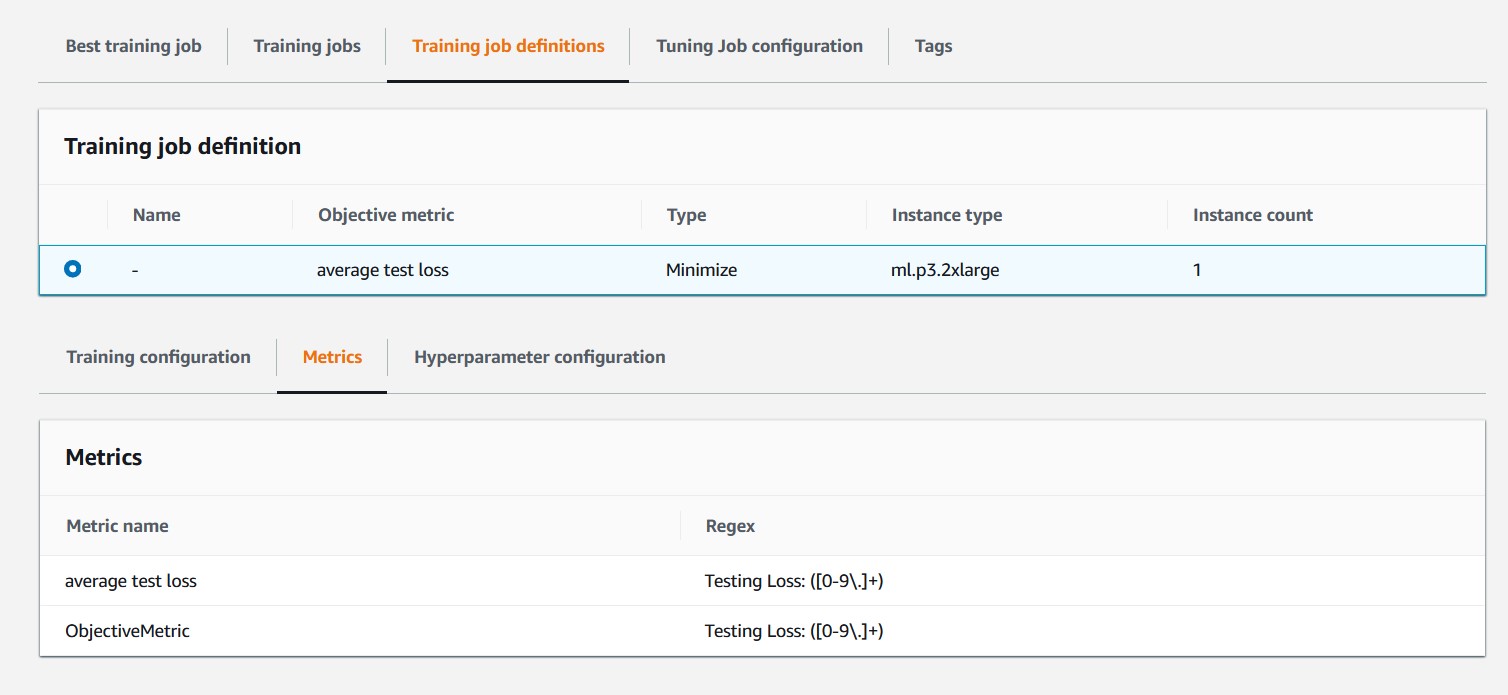 Best training job Training jobs Training job definitions Tuning Job configuration Tags
Training job definition
Name Objective metric Type Instance type Instance count
- average test loss Minimize ml.p3.2xlarge 1
Training configuration Metrics Hyperparameter configuration
Metrics
Metric name Regex
average test loss Testing Loss: ([0-9\.]+)
ObjectiveMetric Testing Loss: ([0-9\.]+)